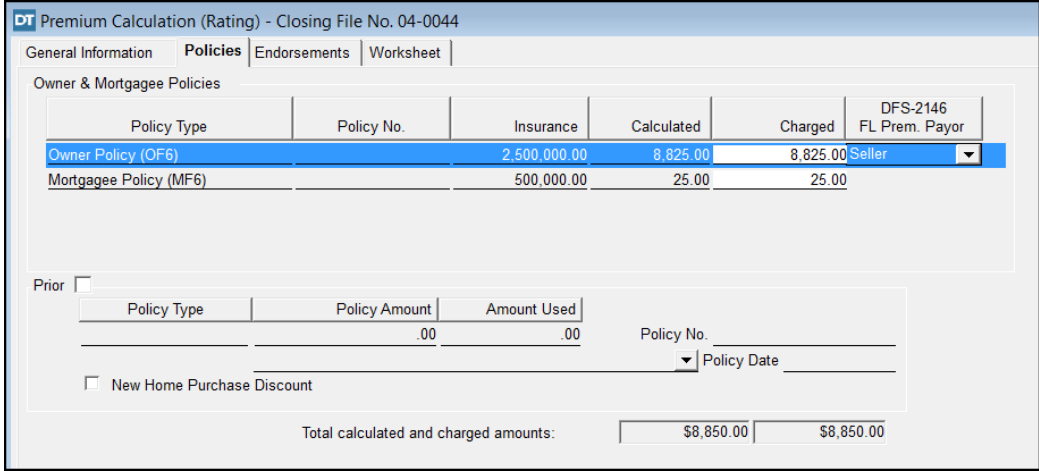 DT Premium Calculation (Rating) - Closing File No. 04-0044
General Information Policies Endorsements Worksheet
Owner & Mortgagee Policies
Policy Type Policy No. Insurance Calculated Charged DFS-2146
FL Prem. Payor
Owner Policy (OF6) 2,500,000.00 8,825.00 8,825.00 Seller
Mortgagee Policy (MF6) 500,000.00 25.00 25.00
Prior
Policy Type Policy Amount Amount Used
.00 .00 Policy No.
Policy Date
New Home Purchase Discount
Total calculated and charged amounts: $8,850.00 $8,850.00